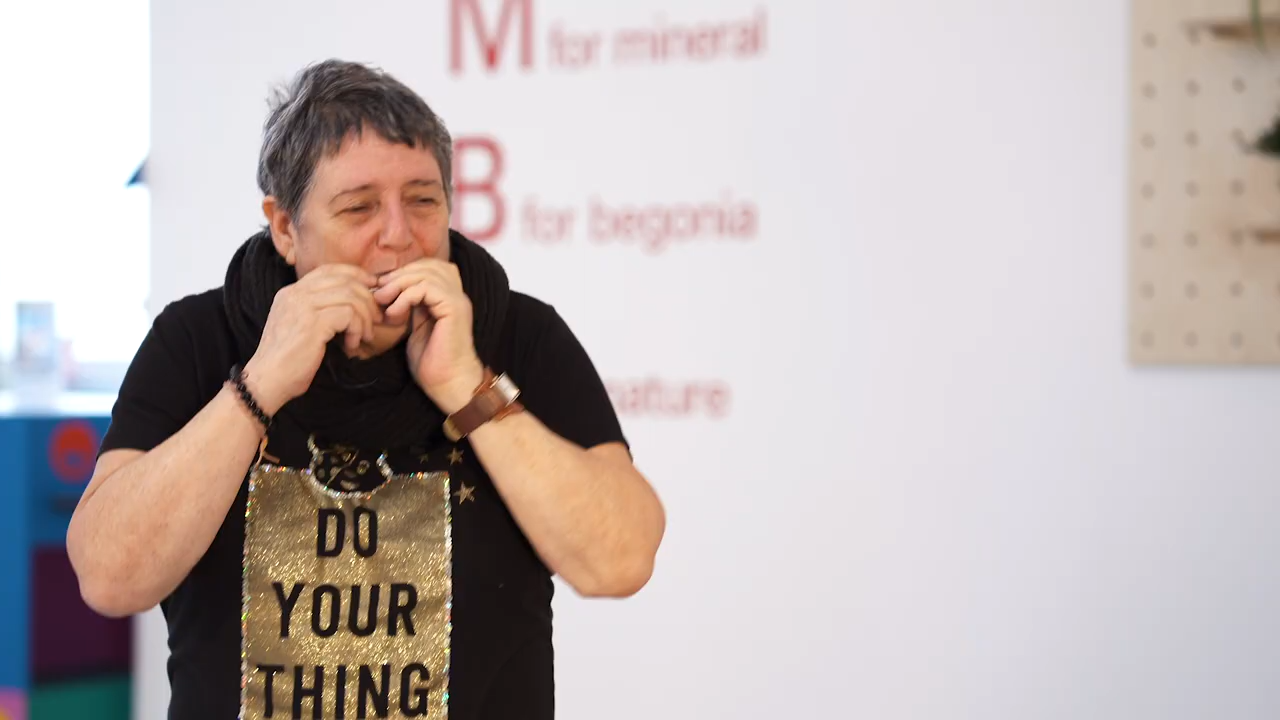 M for mineral
B for begonia
nature
DO
YOUR
THING